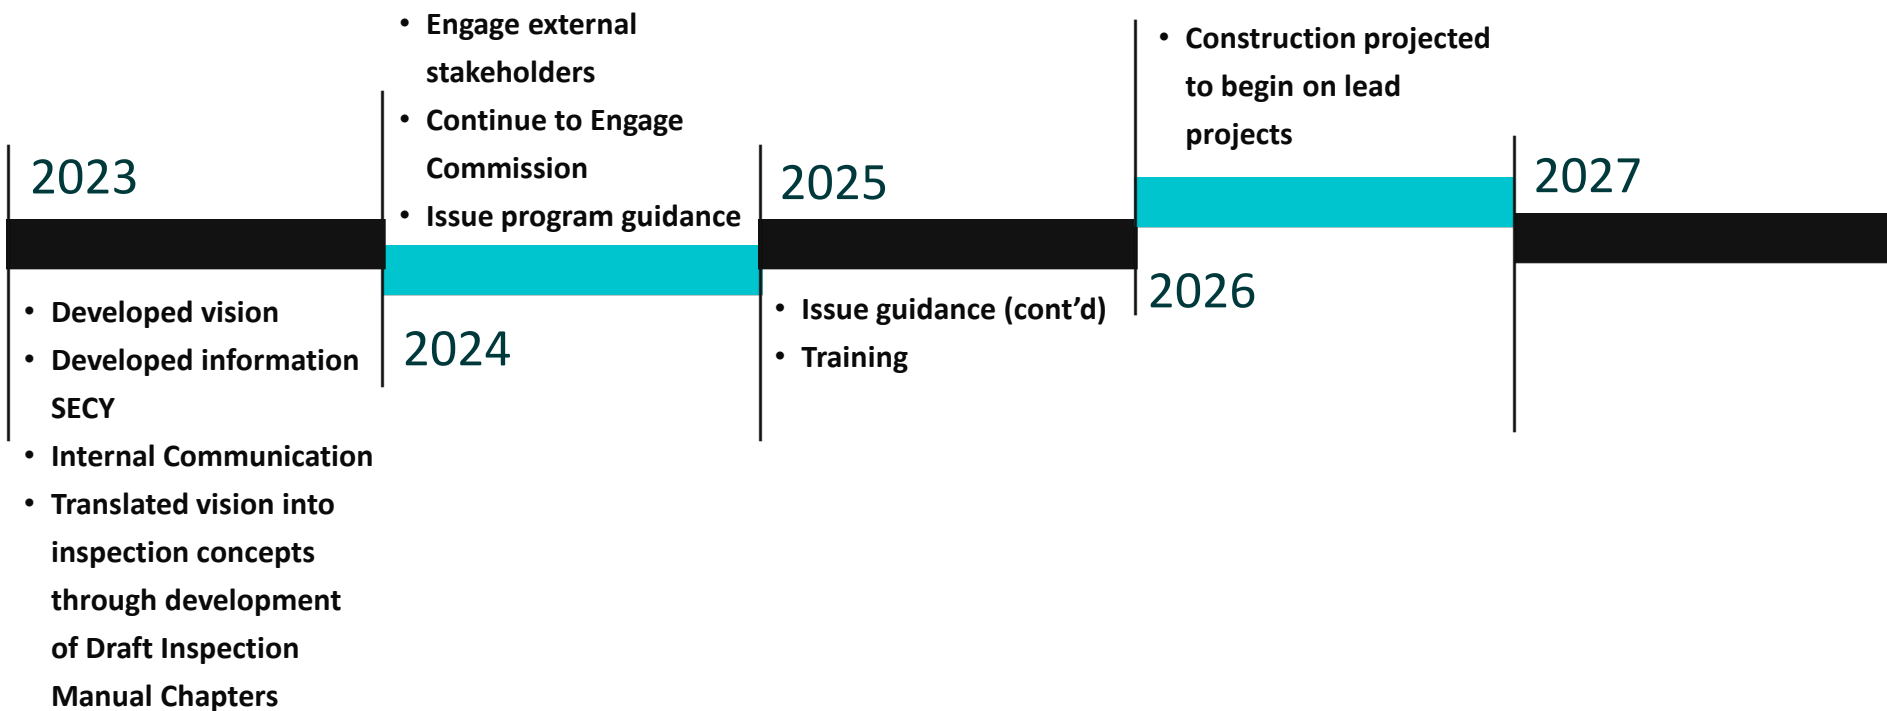 2023
• Developed vision
• Developed information
SECY
• Internal Communication
• Translated vision into
inspection concepts
through development
of Draft Inspection
Manual Chapters
• Engage external
stakeholders
• Continue to Engage
Commission
• Issue program guidance
2024
2025
• Issue guidance (cont’d)
• Training
• Construction projected
to begin on lead
projects
2026
2027